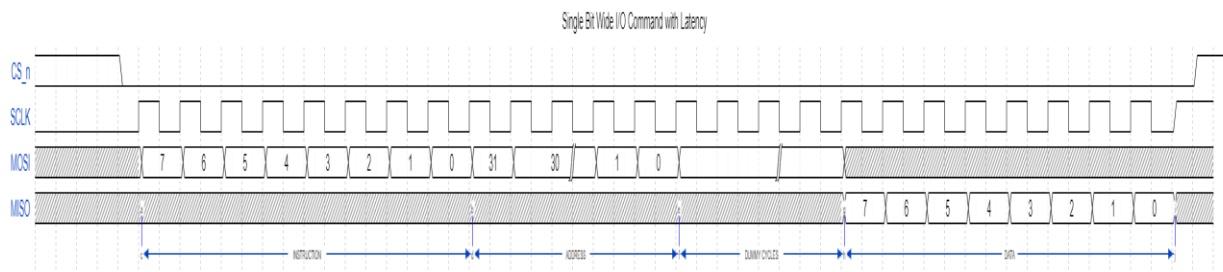 Single Bit Wide I/O Command with Latency
CS_n
SCLK
MOSI 7 6 5 4 3 2 1 0 31 30 1 0
MISO 7 6 5 4 3 2 1 0
INSTRUCTION ADDRESS DUMMY CYCLES DATA